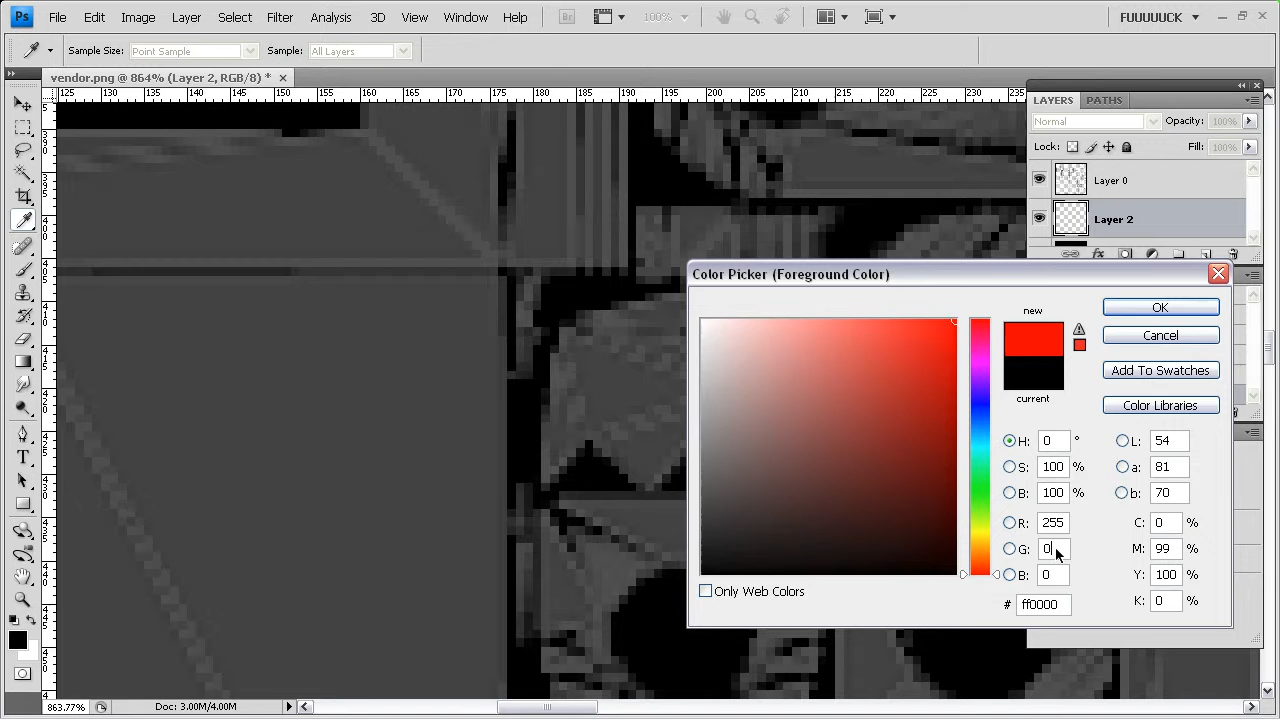 Ps File Edit Image Layer Select Filter Analysis 3D View Window Help Br 100% FUUUUUCK
Sample Size: Point Sample Sample: All Layers
vendor.png @ 864% (Layer 2, RGB/8) *
125 130 135 140 145 150 155 160 165 170 175 180 185 190 195 200 205 210 215 220 225 230 235
LAYERS PATHS
Normal Opacity: 100%
Lock: Fill: 100%
Layer 0
Layer 2
fx
Color Picker (Foreground Color)
new
current
OK
Cancel
Add To Swatches
Color Libraries
H: 0 °
S: 100 %
B: 100 %
R: 255
G: 0
B: 0
# ff0000
L: 54
a: 81
b: 70
C: 0 %
M: 99 %
Y: 100 %
K: 0 %
Only Web Colors
T
863.77% Doc: 3.00M/4.00M